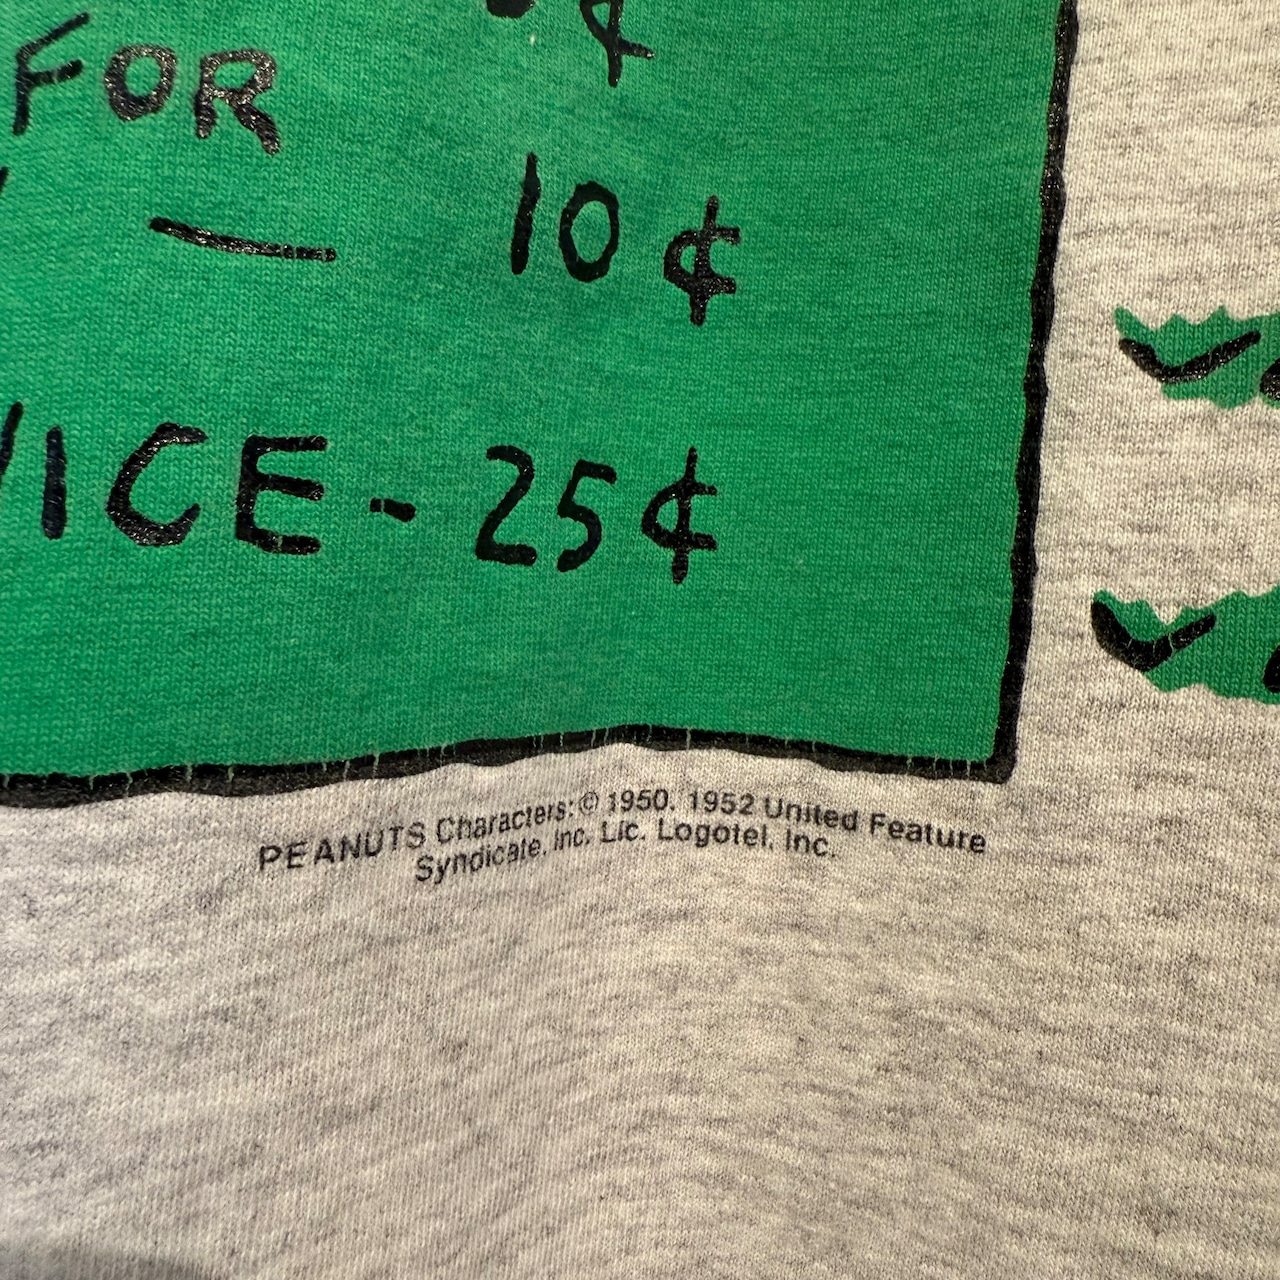 ¢
FOR
— 10¢
VICE - 25¢
PEANUTS Characters: © 1950, 1952 United Feature
Syndicate, Inc. Lic. Logotel, Inc.